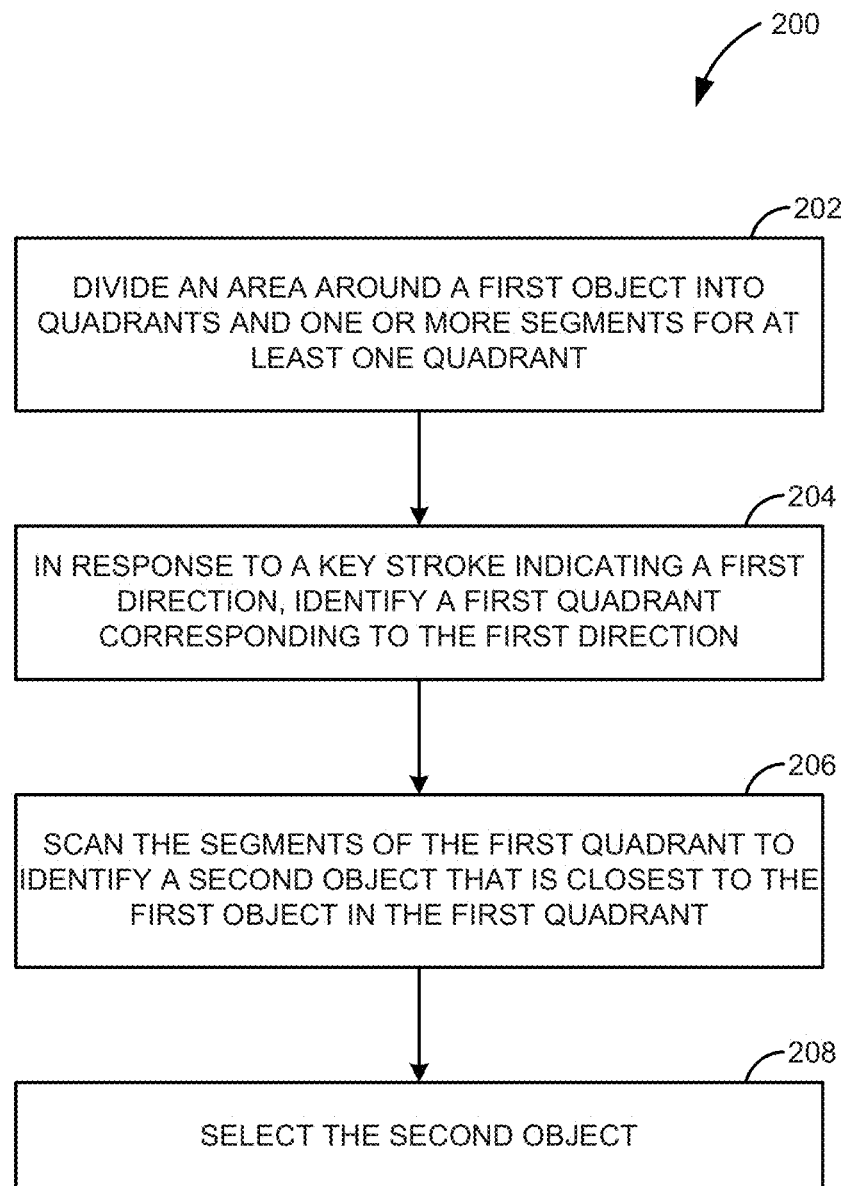 200
202
DIVIDE AN AREA AROUND A FIRST OBJECT INTO
QUADRANTS AND ONE OR MORE SEGMENTS FOR AT
LEAST ONE QUADRANT
204
IN RESPONSE TO A KEY STROKE INDICATING A FIRST
DIRECTION, IDENTIFY A FIRST QUADRANT
CORRESPONDING TO THE FIRST DIRECTION
206
SCAN THE SEGMENTS OF THE FIRST QUADRANT TO
IDENTIFY A SECOND OBJECT THAT IS CLOSEST TO THE
FIRST OBJECT IN THE FIRST QUADRANT
208
SELECT THE SECOND OBJECT